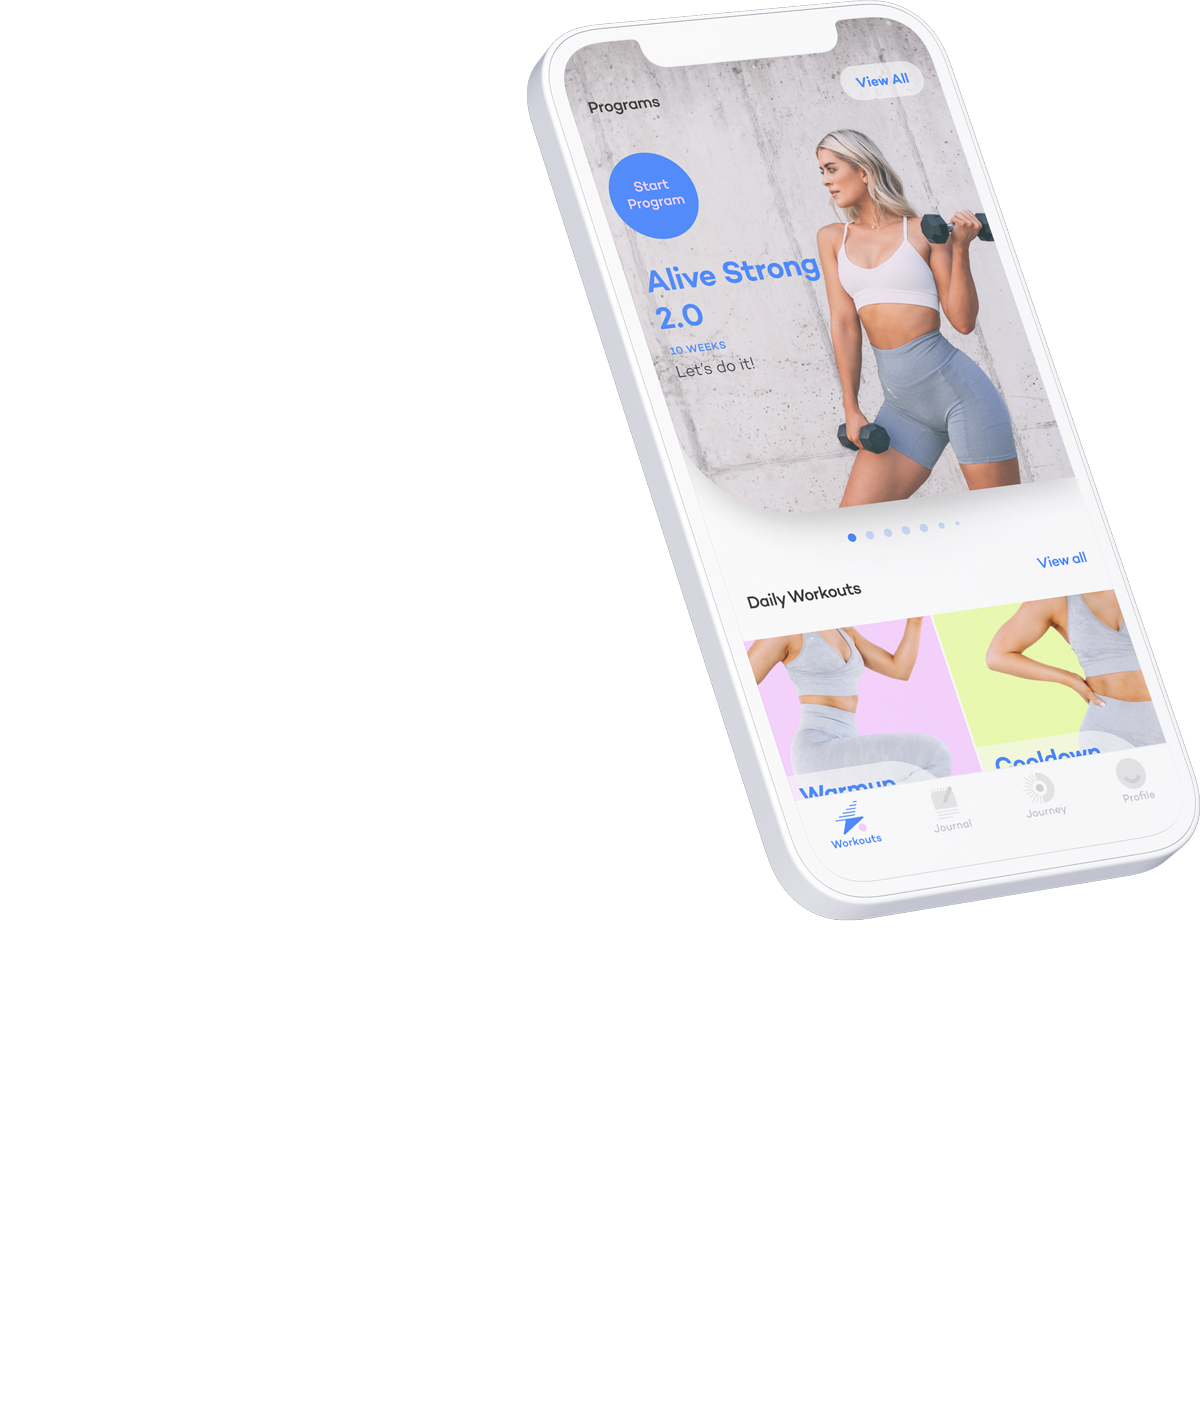 Programs
View All
Start
Program
Alive Strong
2.0
10 WEEKS
Let's do it!
Daily Workouts
View all
Warmup
Cooldown
Workouts
Journal
Journey
Profile